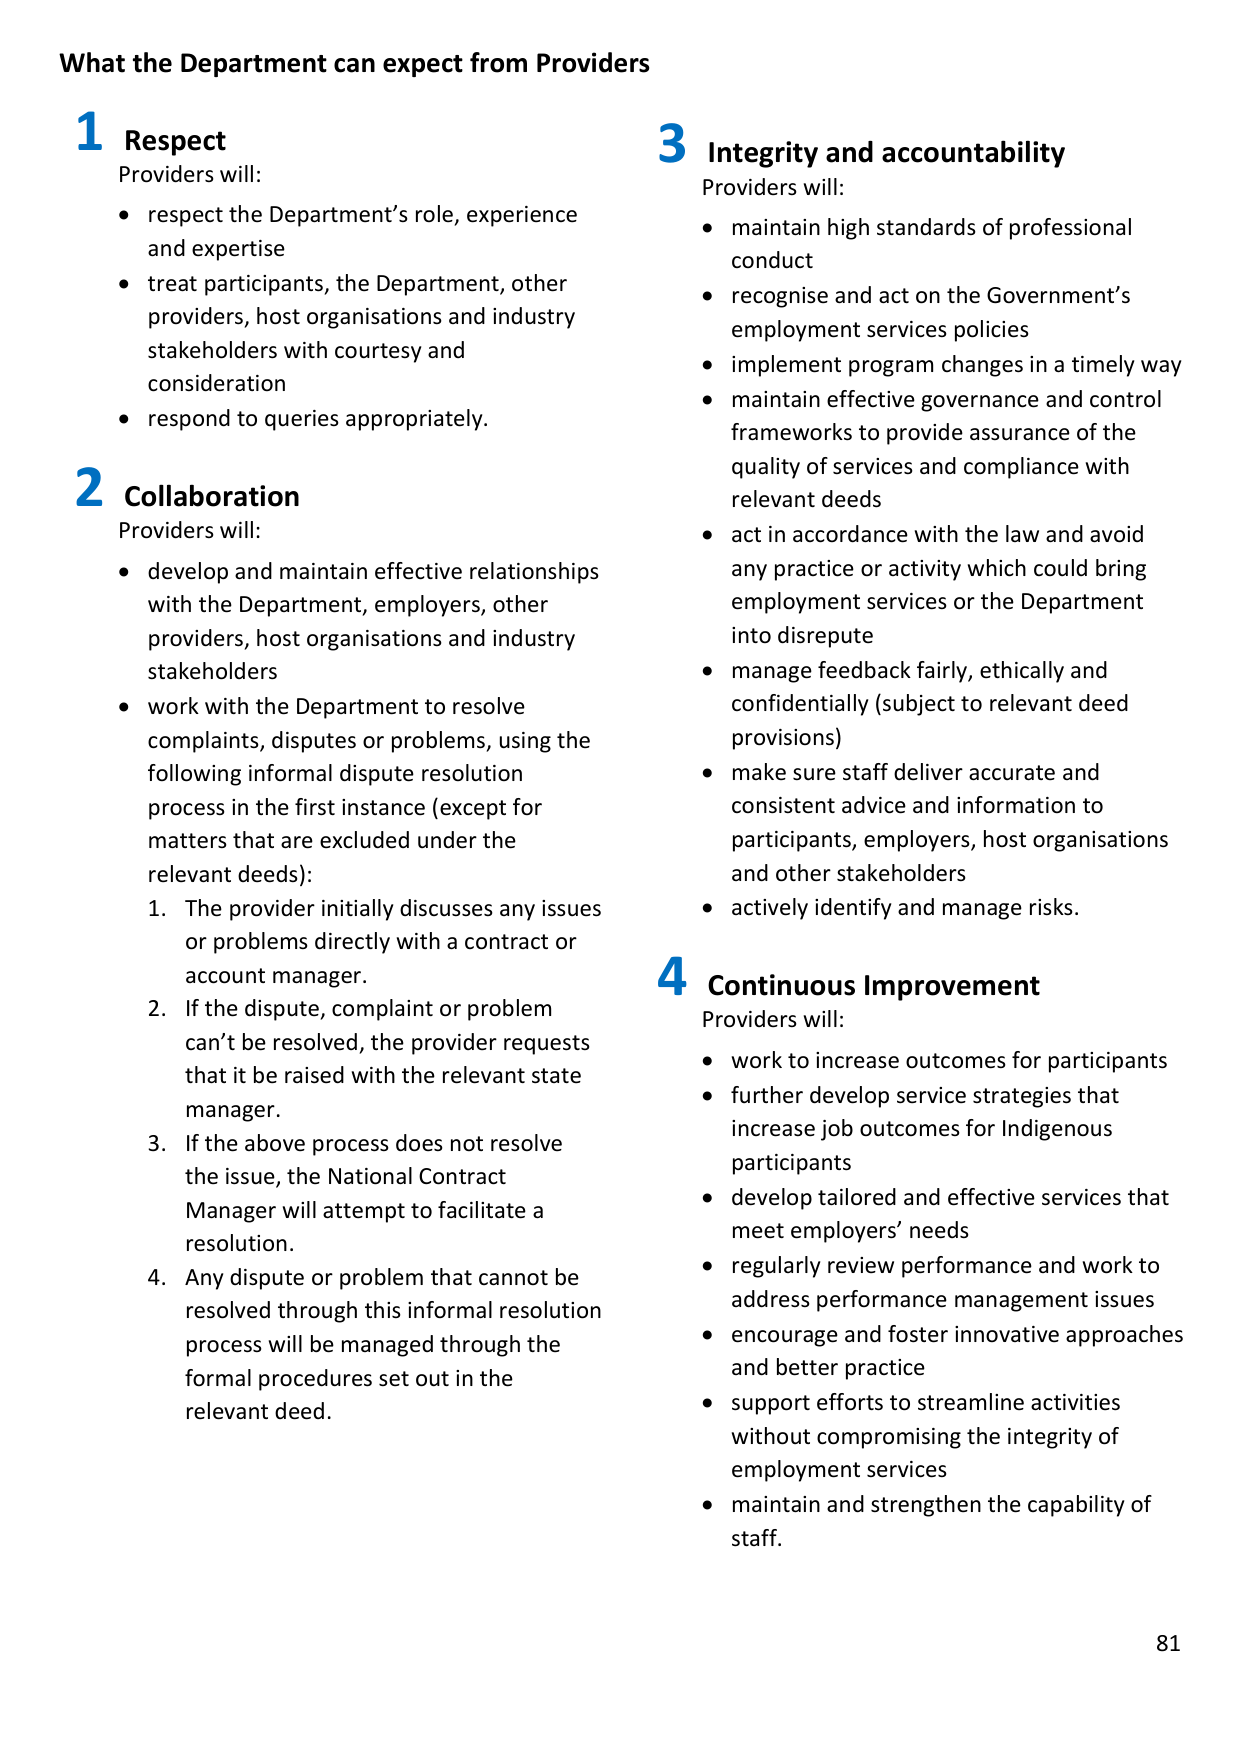 What the Department can expect from Providers
1 Respect
Providers will:
• respect the Department’s role, experience
and expertise
• treat participants, the Department, other
providers, host organisations and industry
stakeholders with courtesy and
consideration
• respond to queries appropriately.
2 Collaboration
Providers will:
• develop and maintain effective relationships
with the Department, employers, other
providers, host organisations and industry
stakeholders
• work with the Department to resolve
complaints, disputes or problems, using the
following informal dispute resolution
process in the first instance (except for
matters that are excluded under the
relevant deeds):
1. The provider initially discusses any issues
or problems directly with a contract or
account manager.
2. If the dispute, complaint or problem
can’t be resolved, the provider requests
that it be raised with the relevant state
manager.
3. If the above process does not resolve
the issue, the National Contract
Manager will attempt to facilitate a
resolution.
4. Any dispute or problem that cannot be
resolved through this informal resolution
process will be managed through the
formal procedures set out in the
relevant deed.
3 Integrity and accountability
Providers will:
• maintain high standards of professional
conduct
• recognise and act on the Government’s
employment services policies
• implement program changes in a timely way
• maintain effective governance and control
frameworks to provide assurance of the
quality of services and compliance with
relevant deeds
• act in accordance with the law and avoid
any practice or activity which could bring
employment services or the Department
into disrepute
• manage feedback fairly, ethically and
confidentially (subject to relevant deed
provisions)
• make sure staff deliver accurate and
consistent advice and information to
participants, employers, host organisations
and other stakeholders
• actively identify and manage risks.
4 Continuous Improvement
Providers will:
• work to increase outcomes for participants
• further develop service strategies that
increase job outcomes for Indigenous
participants
• develop tailored and effective services that
meet employers’ needs
• regularly review performance and work to
address performance management issues
• encourage and foster innovative approaches
and better practice
• support efforts to streamline activities
without compromising the integrity of
employment services
• maintain and strengthen the capability of
staff.
81